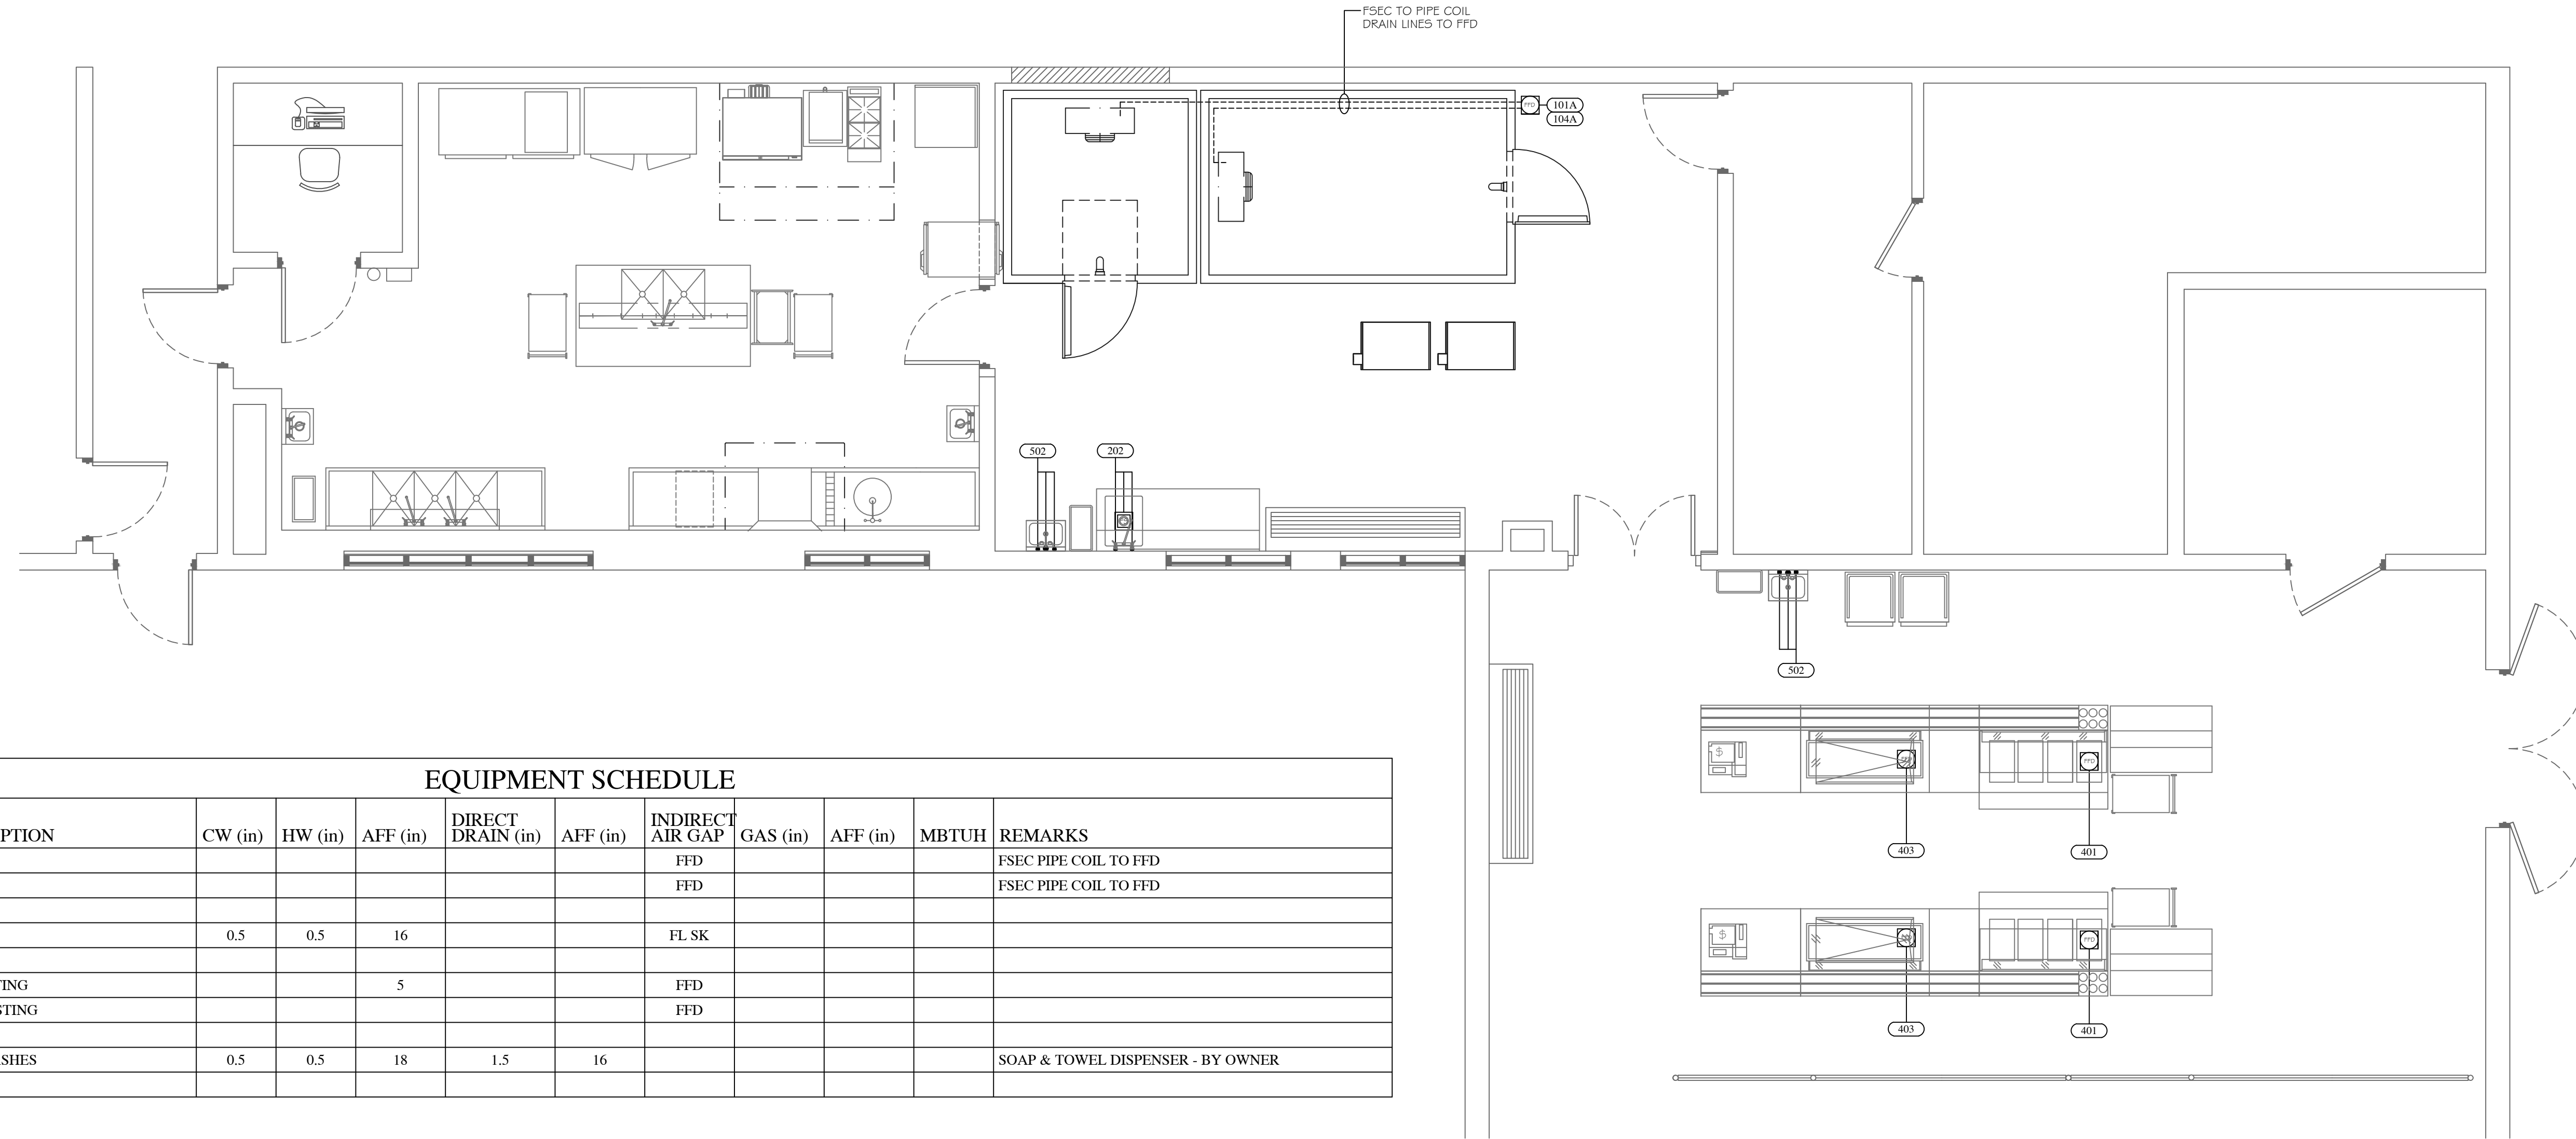 FSEC TO PIPE COIL
DRAIN LINES TO FFD
FFD
101A
104A
502
202
502
$
FFD
403
401
$
FFD
403
401
EQUIPMENT SCHEDULE
PTION CW (in) HW (in) AFF (in) DIRECT DRAIN (in) AFF (in) INDIRECT AIR GAP GAS (in) AFF (in) MBTUH REMARKS
FFD FSEC PIPE COIL TO FFD
FFD FSEC PIPE COIL TO FFD
0.5 0.5 16 FL SK
TING 5 FFD
STING FFD
SHES 0.5 0.5 18 1.5 16 SOAP & TOWEL DISPENSER - BY OWNER